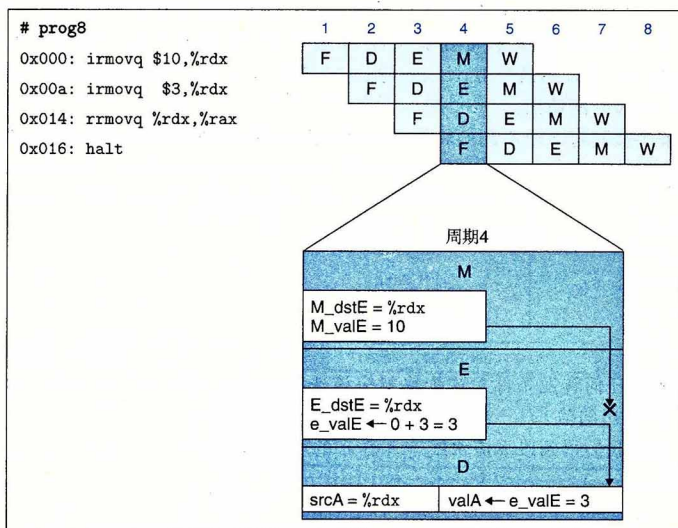 # prog8
1 2 3 4 5 6 7 8
0x000: irmovq $10,%rdx F D E M W
0x00a: irmovq $3,%rdx F D E M W
0x014: rrmovq %rdx,%rax F D E M W
0x016: halt F D E M W
周期4
M
M_dstE = %rdx
M_valE = 10
E
E_dstE = %rdx
e_valE ← 0 + 3 = 3
D
srcA = %rdx valA ← e_valE = 3